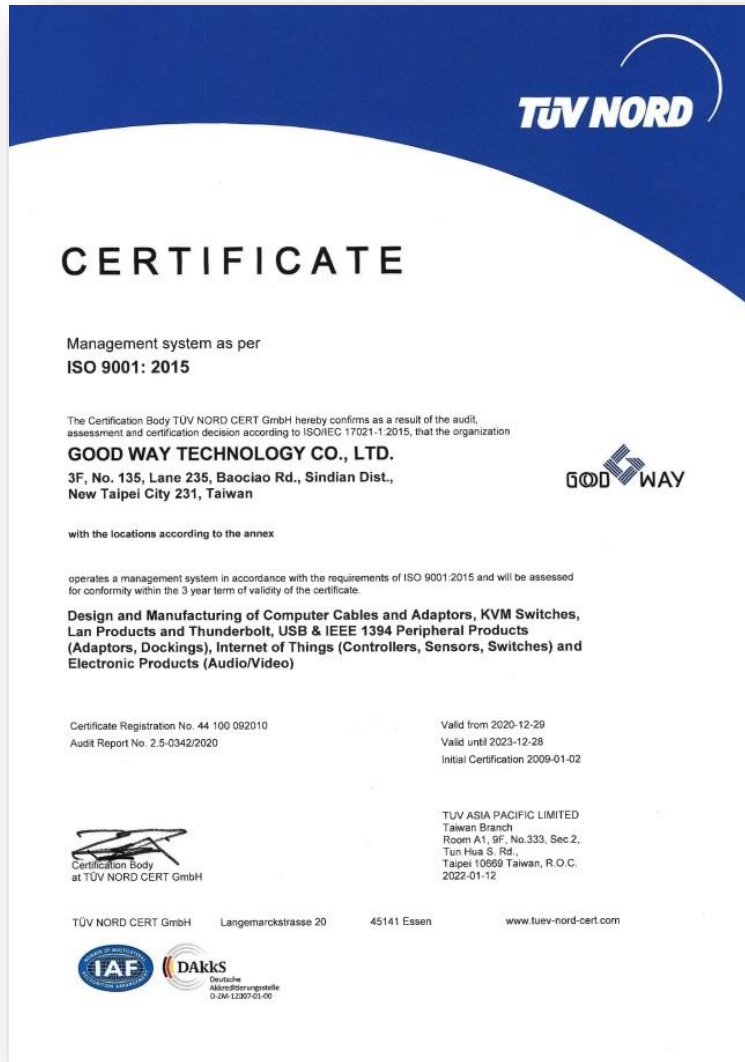 TÜV NORD
CERTIFICATE
Management system as per
ISO 9001: 2015
The Certification Body TÜV NORD CERT GmbH hereby confirms as a result of the audit,
assessment and certification decision according to ISO/IEC 17021-1:2015, that the organization
GOOD WAY TECHNOLOGY CO., LTD.
3F, No. 135, Lane 235, Baociao Rd., Sindian Dist.,
New Taipei City 231, Taiwan
GOOD WAY
with the locations according to the annex
operates a management system in accordance with the requirements of ISO 9001:2015 and will be assessed
for conformity within the 3 year term of validity of the certificate.
Design and Manufacturing of Computer Cables and Adaptors, KVM Switches,
Lan Products and Thunderbolt, USB & IEEE 1394 Peripheral Products
(Adaptors, Dockings), Internet of Things (Controllers, Sensors, Switches) and
Electronic Products (Audio/Video)
Certificate Registration No. 44 100 092010
Audit Report No. 2.5-0342/2020
Valid from 2020-12-29
Valid until 2023-12-28
Initial Certification 2009-01-02
Certification Body
at TÜV NORD CERT GmbH
TUV ASIA PACIFIC LIMITED
Taiwan Branch
Room A1, 9F, No.333, Sec.2,
Tun Hua S. Rd.,
Taipei 10669 Taiwan, R.O.C.
2022-01-12
TÜV NORD CERT GmbH Langemarckstrasse 20 45141 Essen www.tuev-nord-cert.com
MEMBER OF MULTILATERAL
IAF
RECOGNITION ARRANGEMENT
DAkkS
Deutsche
Akkreditierungsstelle
D-ZM-12007-01-00